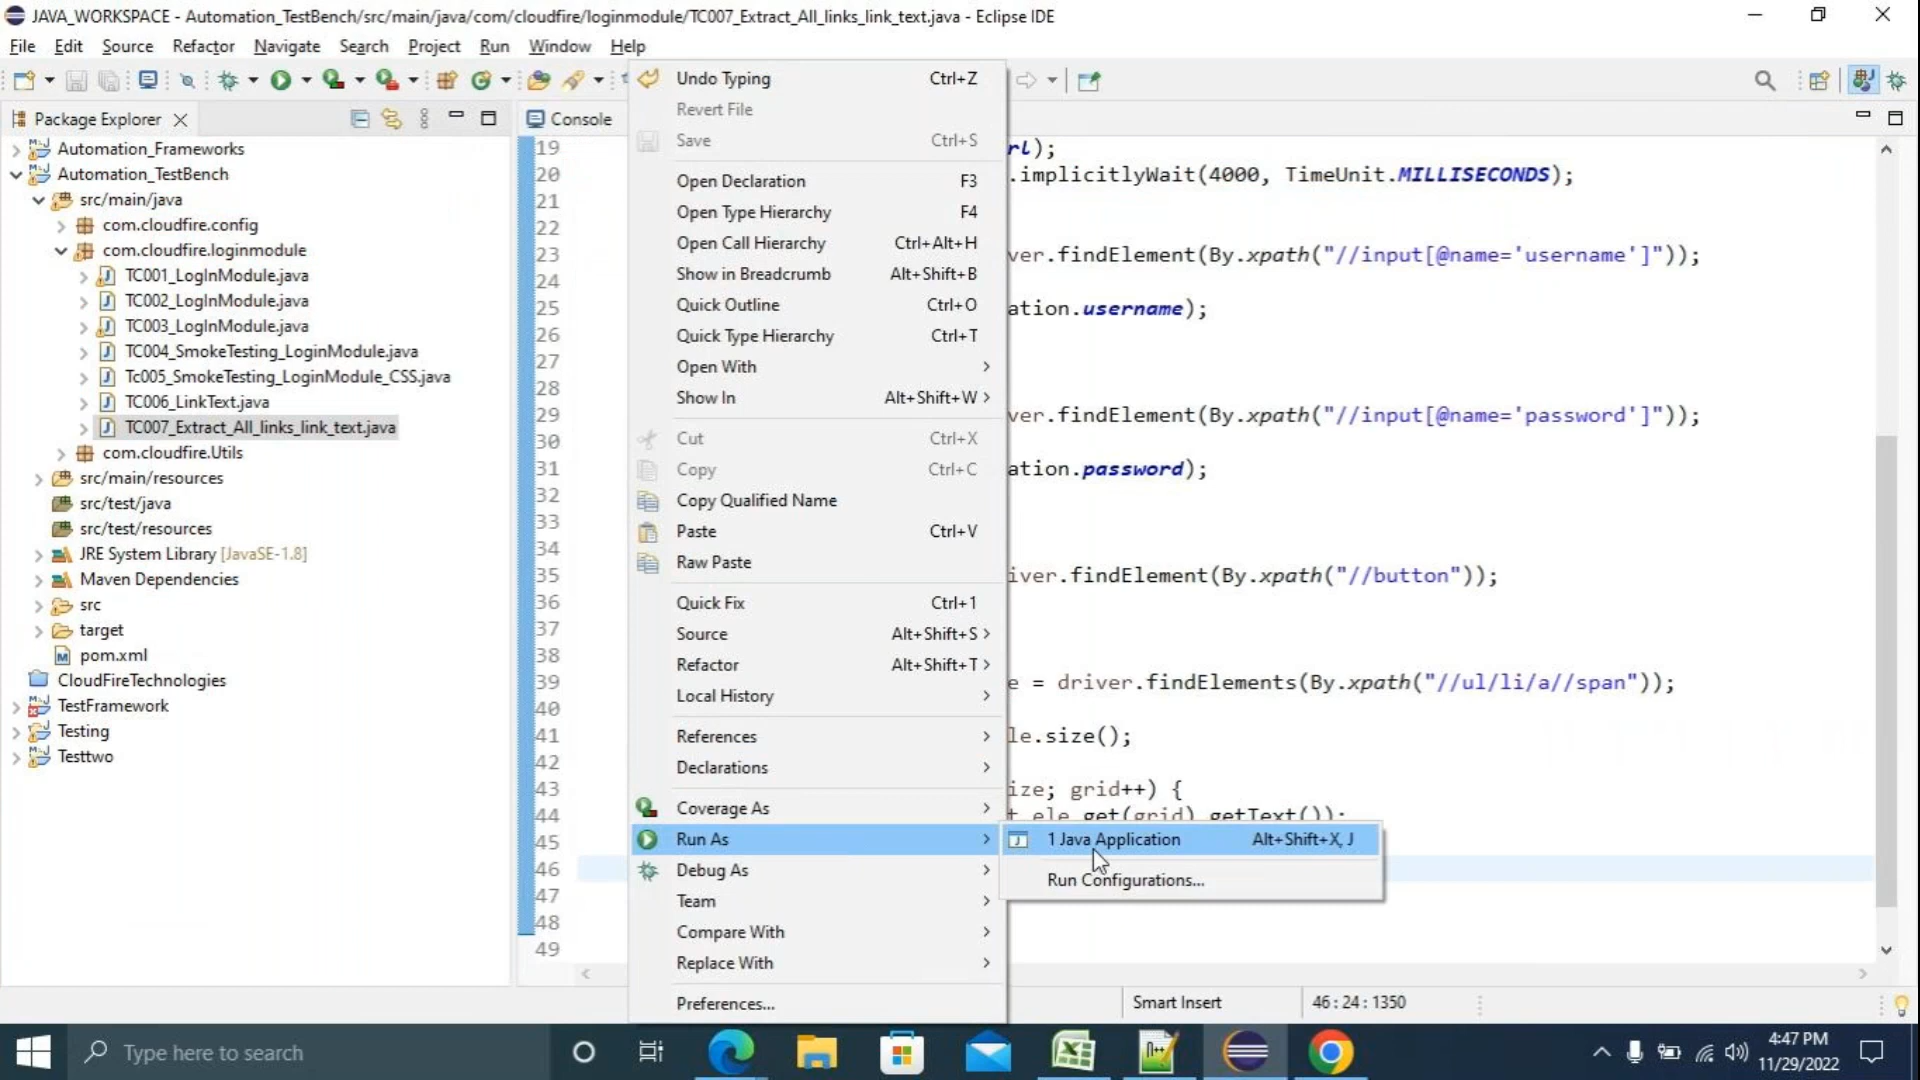 JAVA_WORKSPACE - Automation_TestBench/src/main/java/com/cloudfire/loginmodule/TC007_Extract_All_links_link_text.java - Eclipse IDE
File Edit Source Refactor Navigate Search Project Run Window Help
Package Explorer
Automation_Frameworks
Automation_TestBench
src/main/java
com.cloudfire.config
com.cloudfire.loginmodule
TC001_LogInModule.java
TC002_LogInModule.java
TC003_LogInModule.java
TC004_SmokeTesting_LoginModule.java
Tc005_SmokeTesting_LoginModule_CSS.java
TC006_LinkText.java
TC007_Extract_All_links_link_text.java
com.cloudfire.Utils
src/main/resources
src/test/java
src/test/resources
JRE System Library [JavaSE-1.8]
Maven Dependencies
src
target
pom.xml
CloudFireTechnologies
TestFramework
Testing
Testtwo
Console
19
20
21
22
23
24
25
26
27
28
29
30
31
32
33
34
35
36
37
38
39
40
41
42
43
44
45
46
47
48
49
Undo Typing Ctrl+Z
Revert File
Save Ctrl+S
Open Declaration F3
Open Type Hierarchy F4
Open Call Hierarchy Ctrl+Alt+H
Show in Breadcrumb Alt+Shift+B
Quick Outline Ctrl+O
Quick Type Hierarchy Ctrl+T
Open With
Show In Alt+Shift+W
Cut Ctrl+X
Copy Ctrl+C
Copy Qualified Name
Paste Ctrl+V
Raw Paste
Quick Fix Ctrl+1
Source Alt+Shift+S
Refactor Alt+Shift+T
Local History
References
Declarations
Coverage As
Run As
Debug As
Team
Compare With
Replace With
Preferences...
1 Java Application Alt+Shift+X, J
Run Configurations...
rl);
.implicitlyWait(4000, TimeUnit.MILLISECONDS);
ver.findElement(By.xpath("//input[@name='username']"));
ation.username);
ver.findElement(By.xpath("//input[@name='password']"));
ation.password);
iver.findElement(By.xpath("//button"));
e = driver.findElements(By.xpath("//ul/li/a//span"));
le.size();
ize; grid++) {
t ele.get(grid).getText());
Smart Insert 46 : 24 : 1350
Type here to search
4:47 PM
11/29/2022